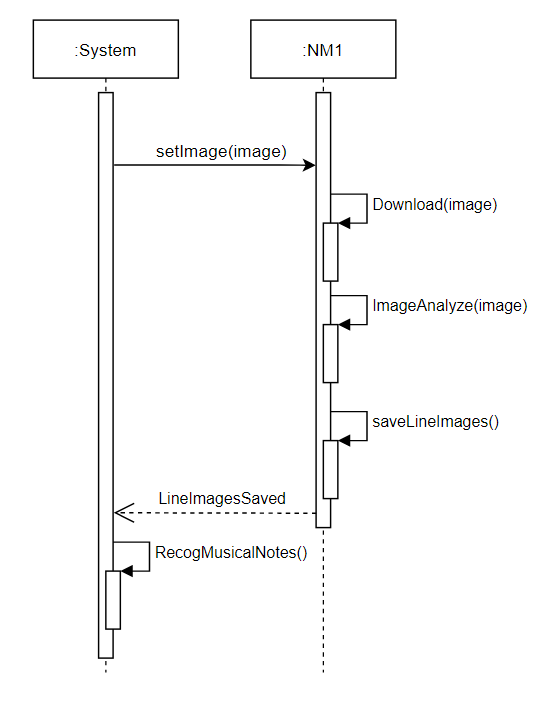 :System
:NM1
setImage(image)
Download(image)
ImageAnalyze(image)
saveLineImages()
LineImagesSaved
RecogMusicalNotes()